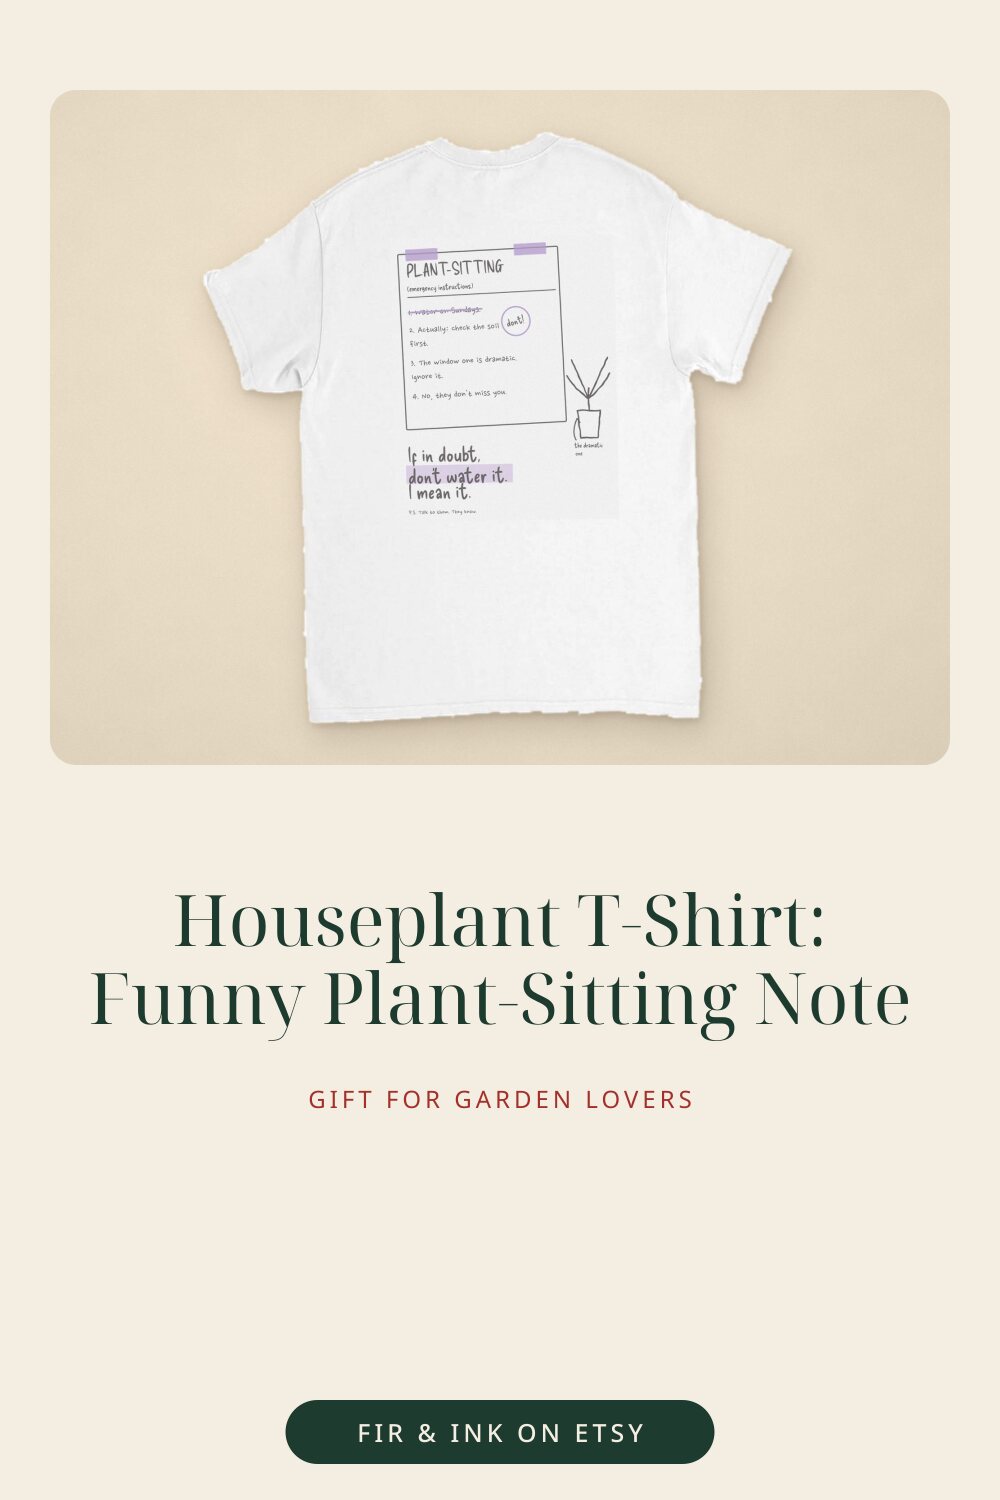 PLANT-SITTING
(emergency instructions)
1. Water on Sundays.
2. Actually: check the soil
first.
don't!
3. The window one is dramatic.
Ignore it.
4. No, they don't miss you.
the dramatic
one
If in doubt,
don't water it.
I mean it.
P.S. Talk to them. They know.
Houseplant T-Shirt:
Funny Plant-Sitting Note
GIFT FOR GARDEN LOVERS
FIR & INK ON ETSY